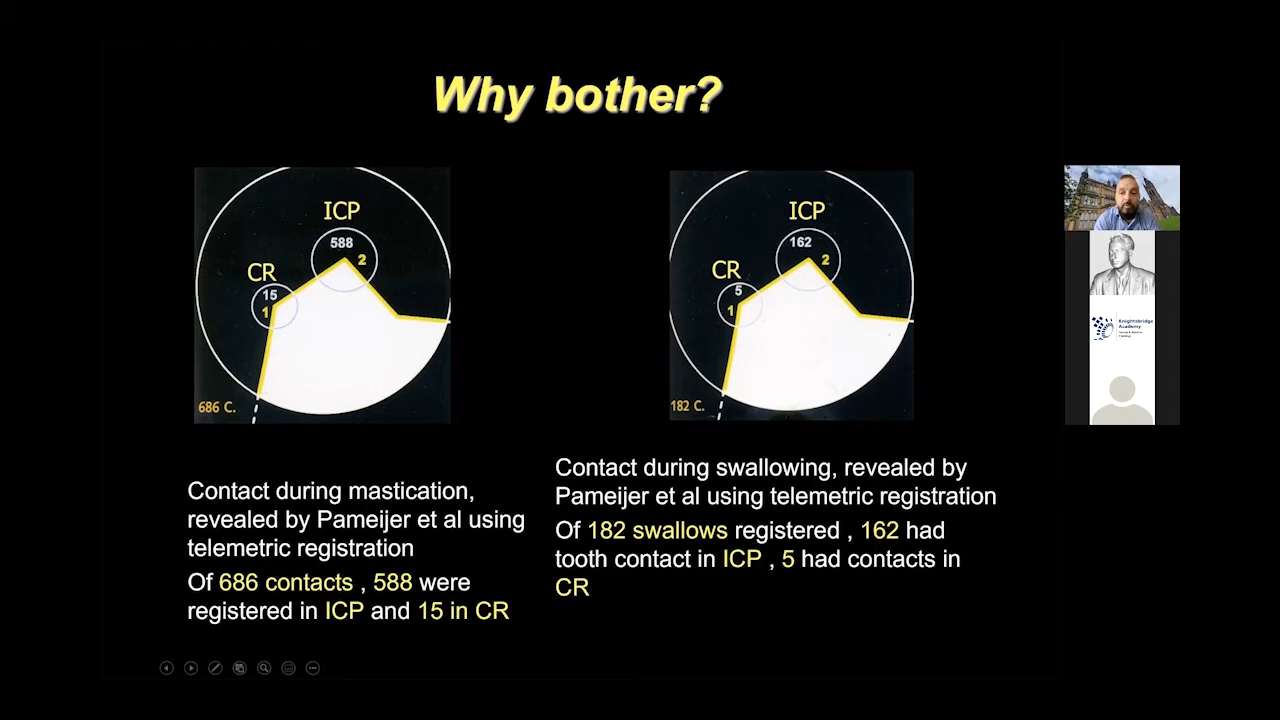 Why bother?
ICP
588
2
CR
15
1
686 C.
ICP
162
2
CR
5
1
182 C.
Contact during mastication,
revealed by Pameijer et al using
telemetric registration
Of 686 contacts , 588 were
registered in ICP and 15 in CR
Contact during swallowing, revealed by
Pameijer et al using telemetric registration
Of 182 swallows registered , 162 had
tooth contact in ICP , 5 had contacts in
CR
Knightsbridge
Academy